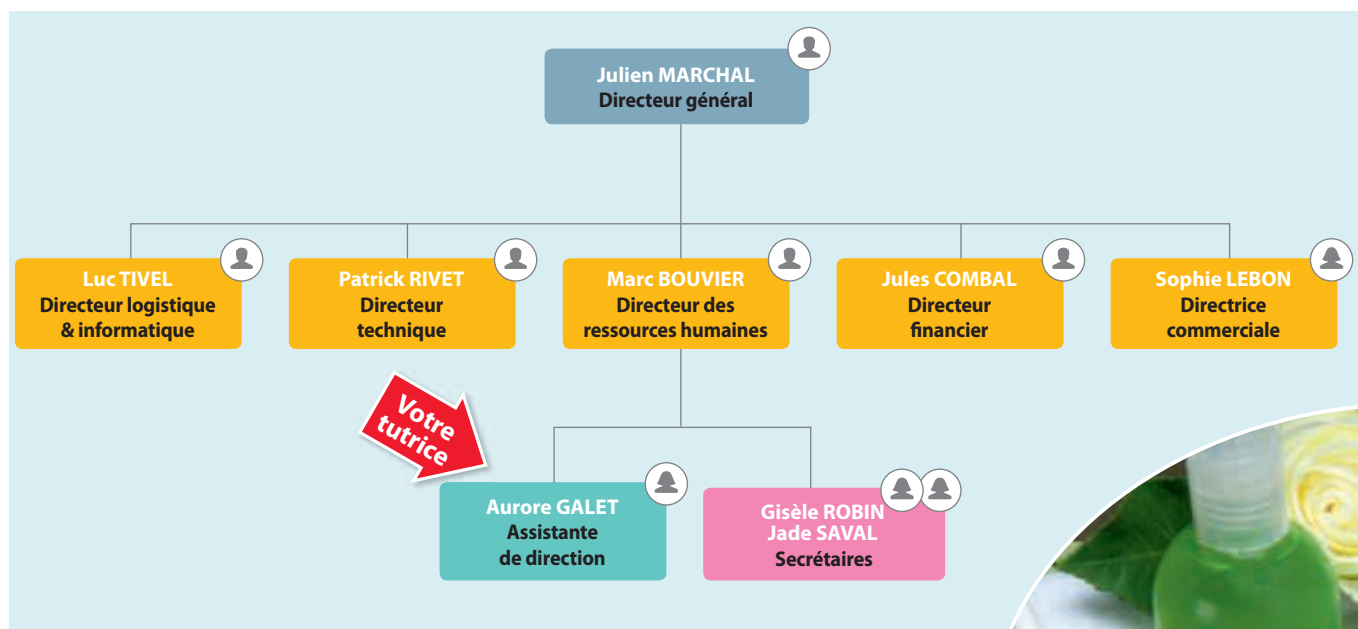 Julien MARCHAL
Directeur général
Luc TIVEL
Directeur logistique
& informatique
Patrick RIVET
Directeur
technique
Marc BOUVIER
Directeur des
ressources humaines
Jules COMBAL
Directeur
financier
Sophie LEBON
Directrice
commerciale
Votre
tutrice
Aurore GALET
Assistante
de direction
Gisèle ROBIN
Jade SAVAL
Secrétaires